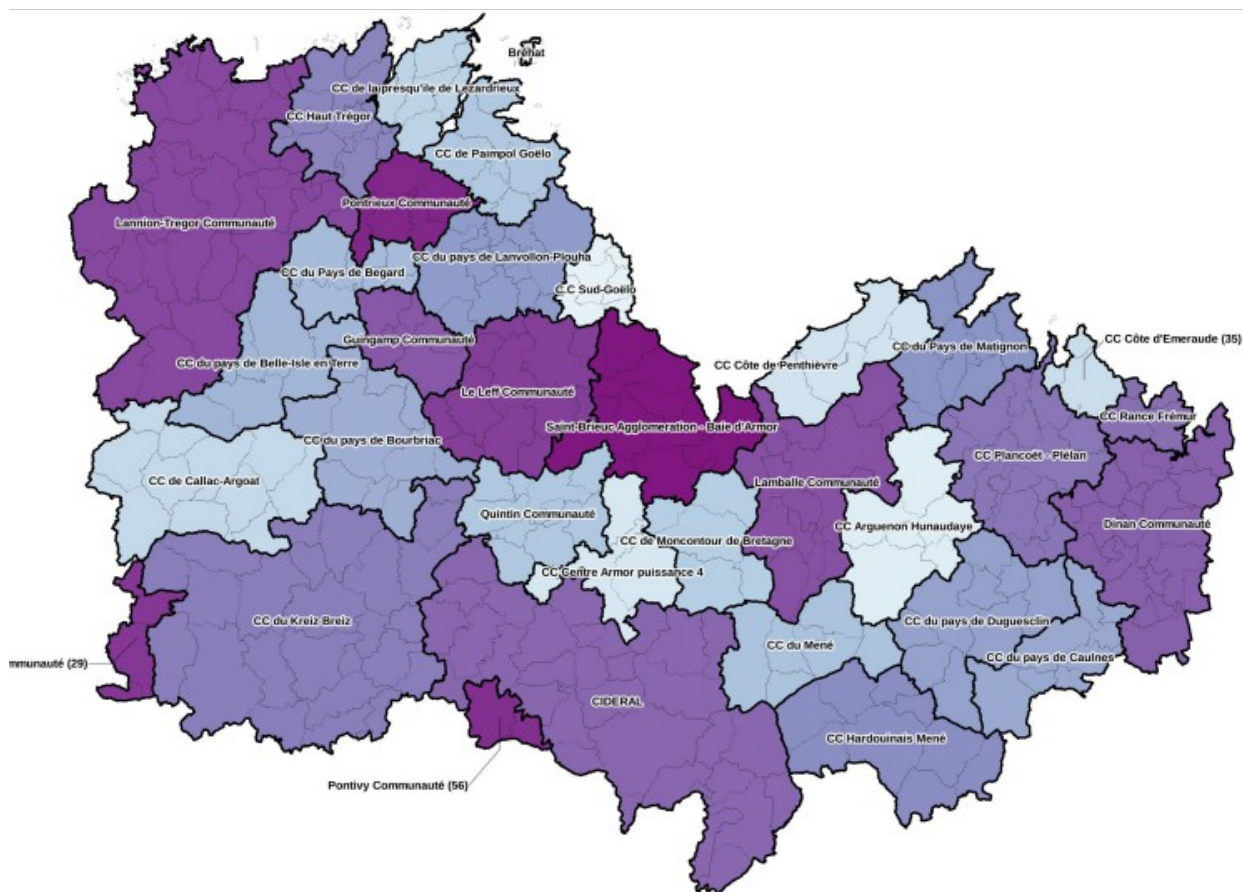 Bréhat
CC de la presqu'ile de Lezardrieux
CC Haut Trégor
CC de Paimpol Goëlo
Pontrieux Communauté
Lannion-Tregor Communauté
CC du pays de Lanvollon-Plouha
CC du Pays de Begard
C.C Sud-Goëlo
Guingamp Communauté
CC Côte d'Emeraude (35)
CC du Pays de Matignon
CC du pays de Belle-Isle en Terre
CC Côte de Penthièvre
Le Leff Communauté
CC Rance Frémur
Saint-Brieuc Agglomeration - Baie d'Armor
CC du pays de Bourbriac
CC Plancoët - Plélan
CC de Callac-Argoat
Lamballe Communauté
Quintin Communauté
Dinan Communauté
CC Arguenon Hunaudaye
CC de Moncontour de Bretagne
CC Centre Armor puissance 4
CC du Kreiz Breiz
CC du pays de Duguesclin
CC du Mené
CC du pays de Caulnes
mmunauté (29)
CIDERAL
CC Hardouinais Mené
Pontivy Communauté (56)